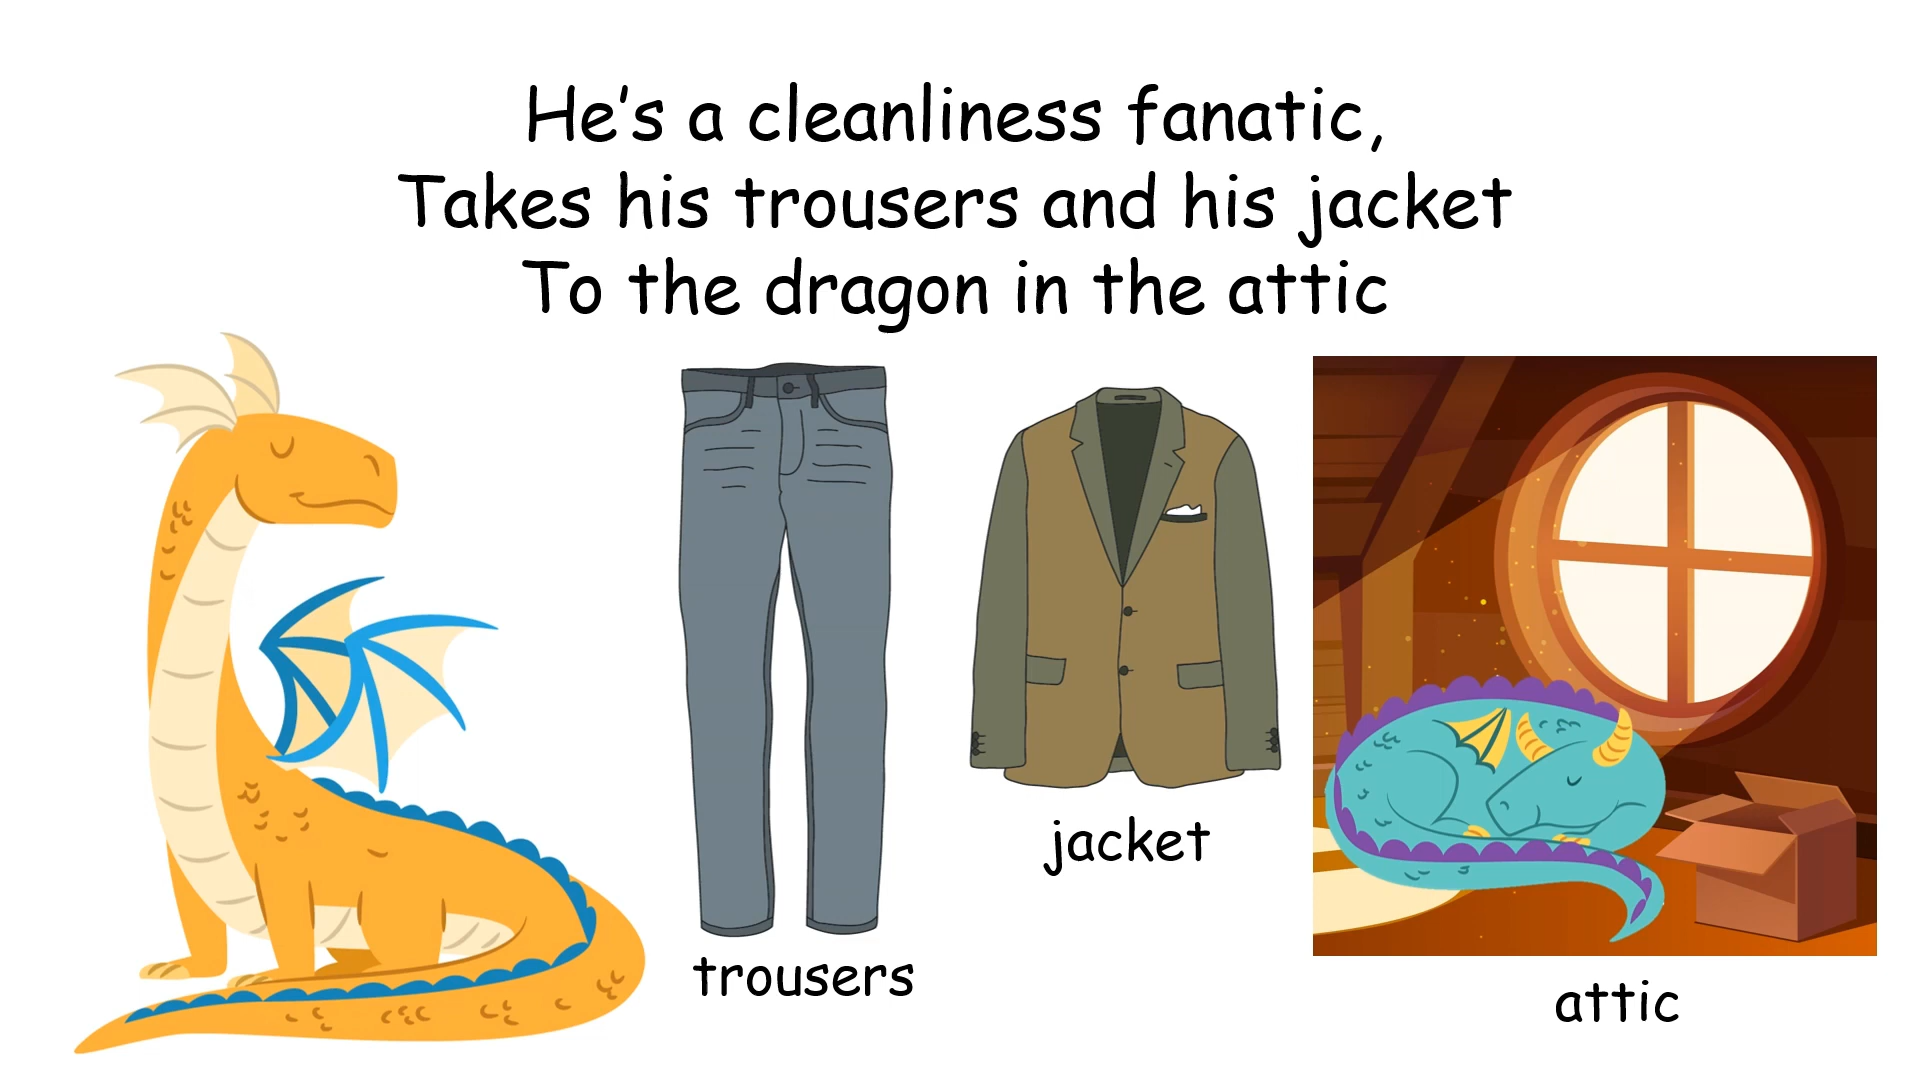 He's a cleanliness fanatic,
Takes his trousers and his jacket
To the dragon in the attic
trousers
jacket
attic